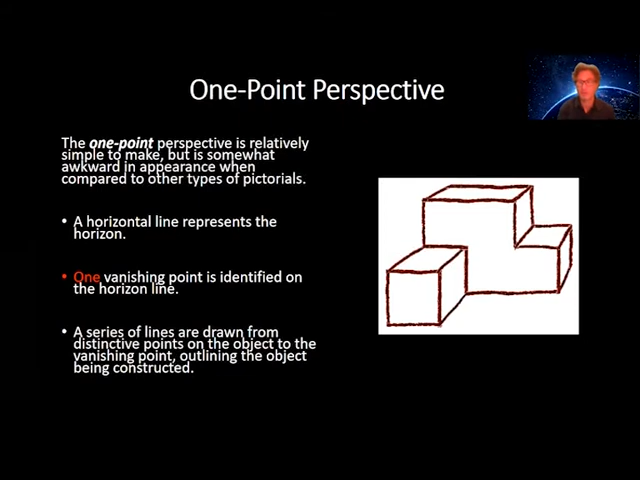 One-Point Perspective
The one-point perspective is relatively
simple to make, but is somewhat
awkward in appearance when
compared to other types of pictorials.
• A horizontal line represents the
horizon.
• One vanishing point is identified on
the horizon line.
• A series of lines are drawn from
distinctive points on the object to the
vanishing point, outlining the object
being constructed.